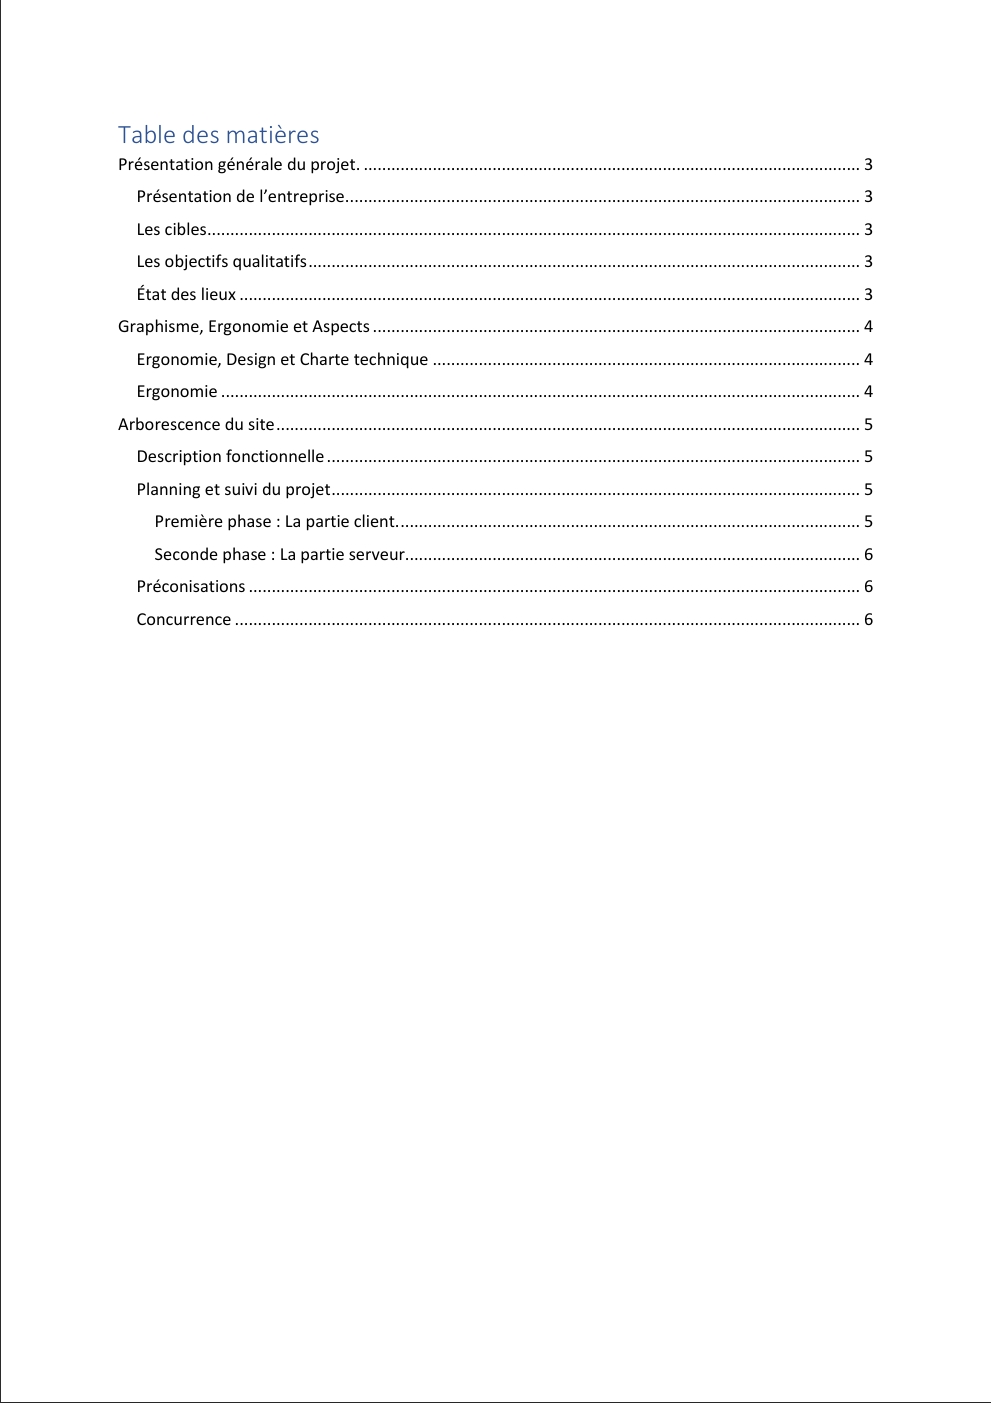 Table des matières
Présentation générale du projet. ............................................................................................................ 3
Présentation de l’entreprise................................................................................................................ 3
Les cibles.............................................................................................................................................. 3
Les objectifs qualitatifs........................................................................................................................ 3
État des lieux ....................................................................................................................................... 3
Graphisme, Ergonomie et Aspects .......................................................................................................... 4
Ergonomie, Design et Charte technique ............................................................................................. 4
Ergonomie ........................................................................................................................................... 4
Arborescence du site............................................................................................................................... 5
Description fonctionnelle .................................................................................................................... 5
Planning et suivi du projet................................................................................................................... 5
Première phase : La partie client..................................................................................................... 5
Seconde phase : La partie serveur................................................................................................... 6
Préconisations ..................................................................................................................................... 6
Concurrence ........................................................................................................................................ 6